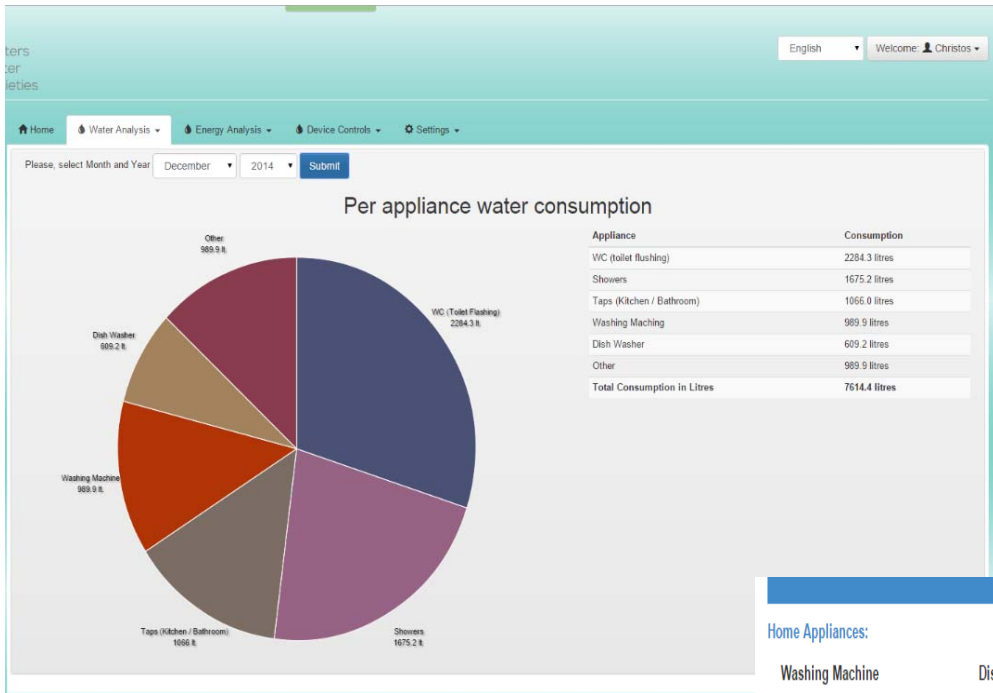 ters
ter
ieties
English Welcome: Christos
Home Water Analysis Energy Analysis Device Controls Settings
Please, select Month and Year December 2014 Submit
Per appliance water consumption
Other
989.9 lt.
WC (Toilet Flashing)
2284.3 lt.
Dish Washer
609.2 lt.
Washing Machine
989.9 lt.
Taps (Kitchen / Bathroom)
1066 lt.
Showers
1675.2 lt.
Appliance Consumption
WC (toilet flushing) 2284.3 litres
Showers 1675.2 litres
Taps (Kitchen / Bathroom) 1066.0 litres
Washing Maching 989.9 litres
Dish Washer 609.2 litres
Other 989.9 litres
Total Consumption in Litres 7614.4 litres
Home Appliances:
Washing Machine Dis